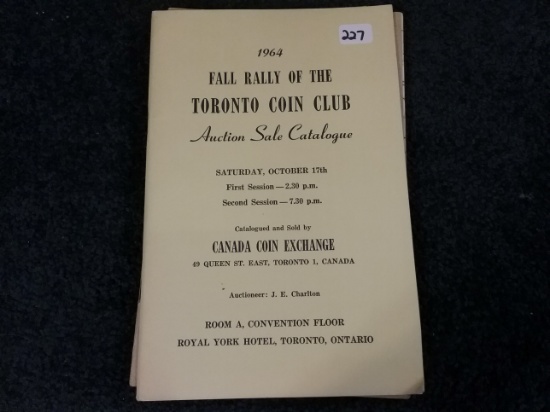 227
1964
FALL RALLY OF THE
TORONTO COIN CLUB
Auction Sale Catalogue
SATURDAY, OCTOBER 17th
First Session—2.30 p.m.
Second Session—7.30 p.m.
Catalogued and Sold by
CANADA COIN EXCHANGE
49 QUEEN ST. EAST, TORONTO 1, CANADA
Auctioneer: J. E. Charlton
ROOM A, CONVENTION FLOOR
ROYAL YORK HOTEL, TORONTO, ONTARIO